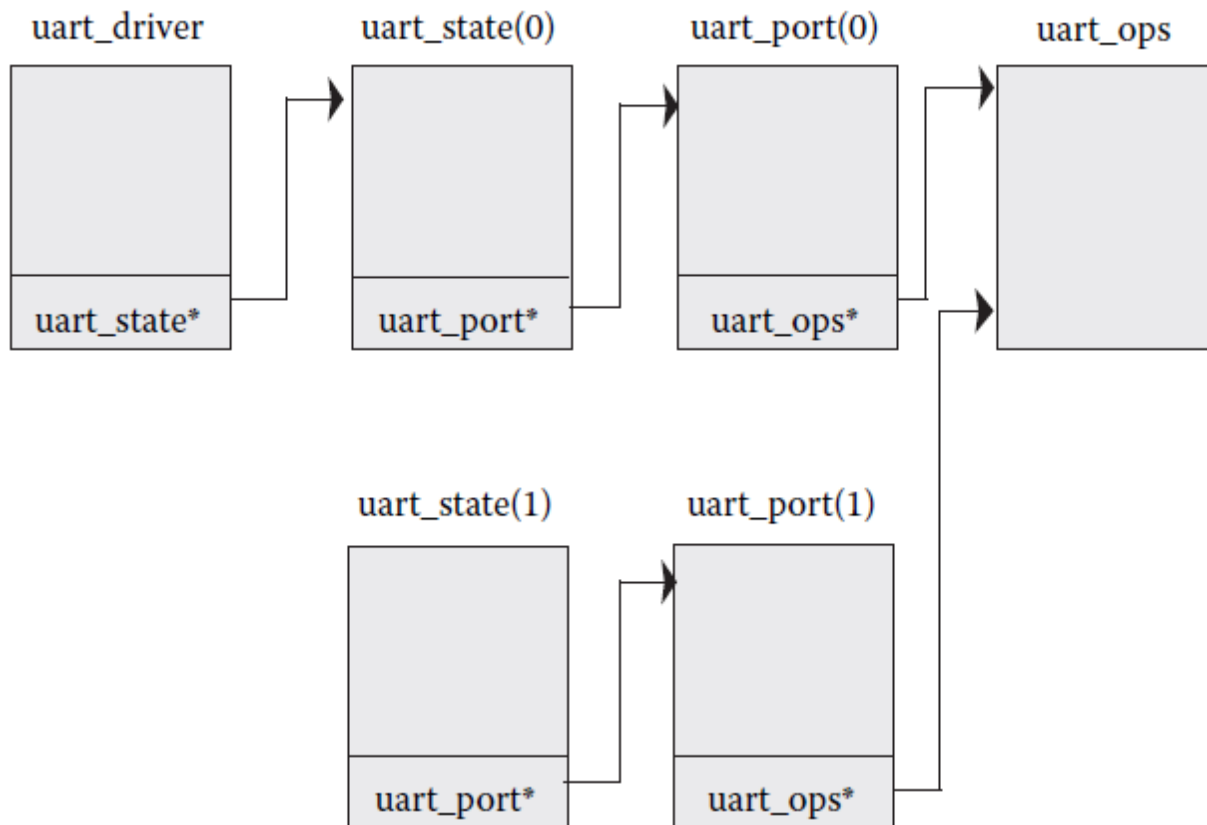 uart_driver
uart_state(0)
uart_port(0)
uart_ops
uart_state*
uart_port*
uart_ops*
uart_state(1)
uart_port(1)
uart_port*
uart_ops*